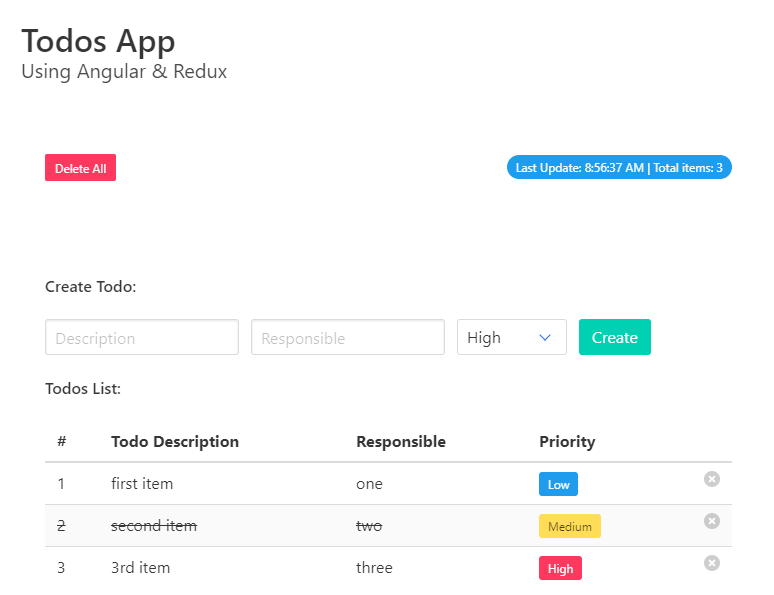 Todos App
Using Angular & Redux
Delete All
Last Update: 8:56:37 AM | Total items: 3
Create Todo:
Description Responsible High Create
Todos List:
# Todo Description Responsible Priority
1 first item one Low
2 second item two Medium
3 3rd item three High